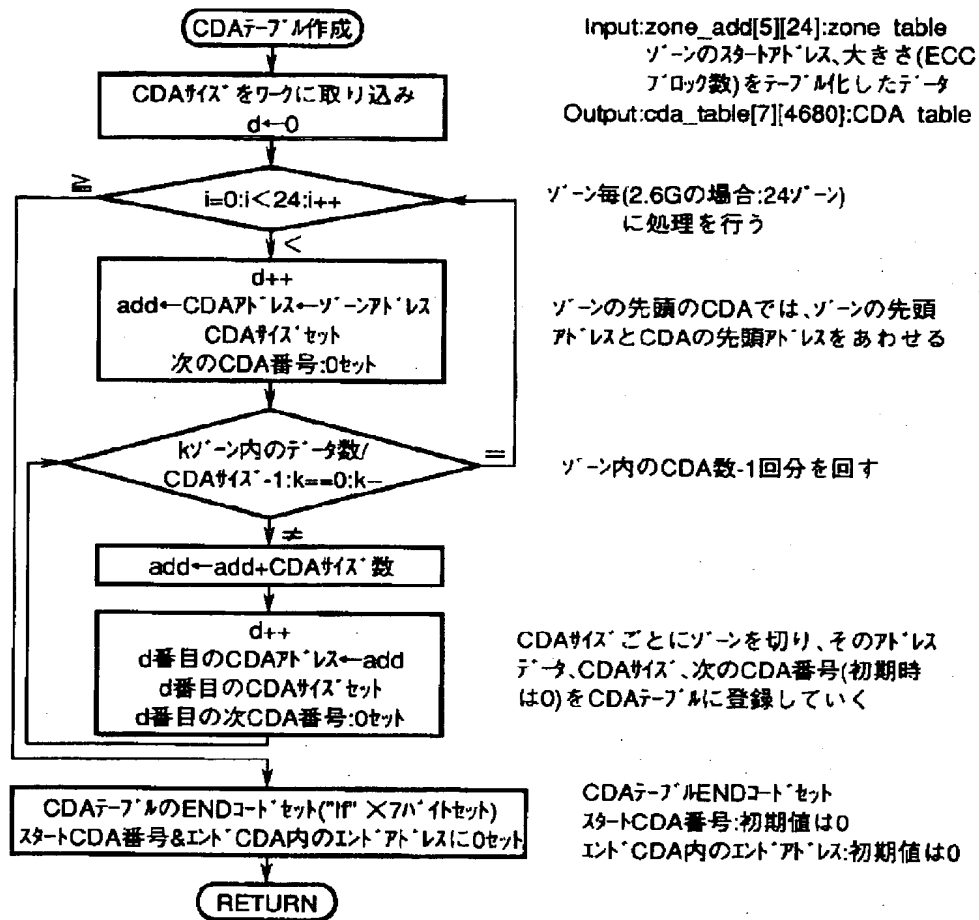 CDAテーブル作成
Input:zone_add[5][24]:zone table
ゾーンのスタートアドレス、大きさ(ECC
ブロック数)をテーブル化したデータ
Output:cda_table[7][4680}:CDA table
CDAサイズをワークに取り込み
d←0
≧
i=0:i<24:i++
ゾーン毎(2.6Gの場合:24ゾーン)
に処理を行う
<
d++
add←CDAアドレス←ゾーンアドレス
CDAサイズセット
次のCDA番号:0セット
ゾーンの先頭のCDAでは、ゾーンの先頭
アドレスとCDAの先頭アドレスをあわせる
kゾーン内のデータ数/
CDAサイズ-1:k==0:k−
=
ゾーン内のCDA数-1回分を回す
≠
add←add+CDAサイズ数
d++
d番目のCDAアドレス←add
d番目のCDAサイズセット
d番目の次CDA番号:0セット
CDAサイズごとにゾーンを切り、そのアドレス
データ、CDAサイズ、次のCDA番号(初期時
は0)をCDAテーブルに登録していく
CDAテーブルのENDコードセット("ff" ×7バイトセット)
スタートCDA番号&エンドCDA内のエンドアドレスに0セット
CDAテーブルENDコードセット
スタートCDA番号:初期値は0
エンドCDA内のエンドアドレス:初期値は0
RETURN